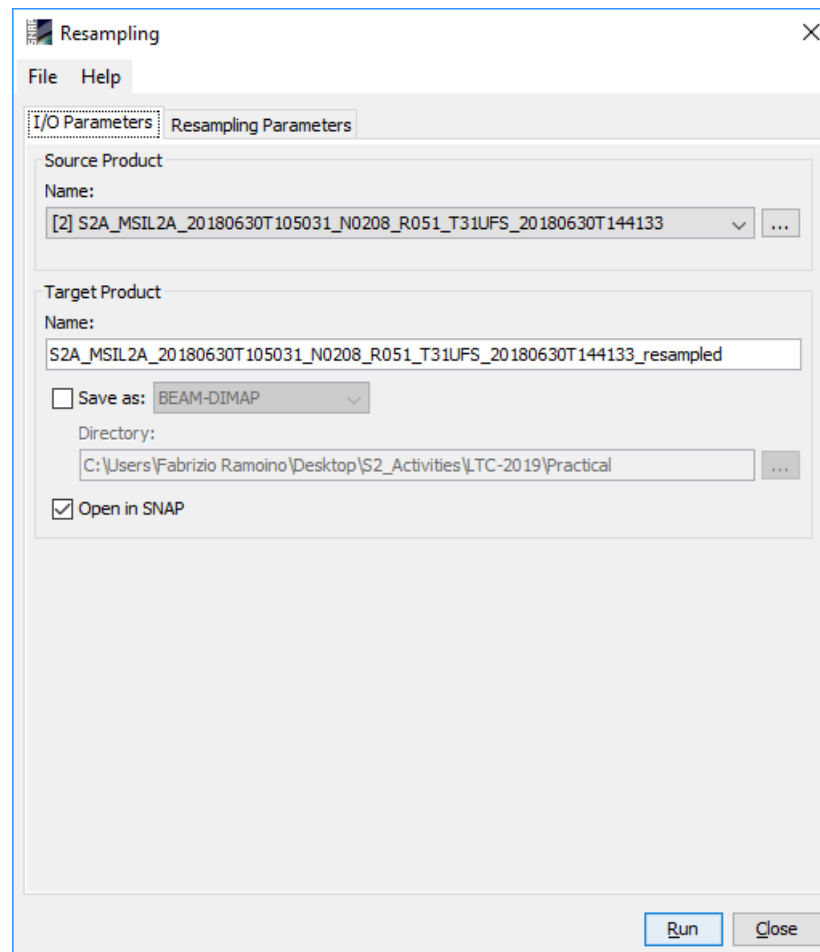 SNAP
Resampling
File Help
I/O Parameters Resampling Parameters
Source Product
Name:
[2] S2A_MSIL2A_20180630T105031_N0208_R051_T31UFS_20180630T144133 ...
Target Product
Name:
S2A_MSIL2A_20180630T105031_N0208_R051_T31UFS_20180630T144133_resampled
Save as: BEAM-DIMAP
Directory:
C:\Users\Fabrizio Ramoino\Desktop\S2_Activities\LTC-2019\Practical ...
Open in SNAP
Run Close